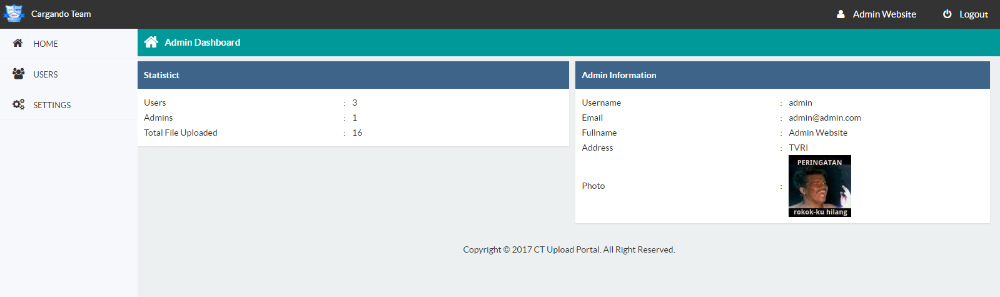 Cargando Team
Admin Website
Logout
HOME
USERS
SETTINGS
Admin Dashboard
Statistict
Users : 3
Admins : 1
Total File Uploaded : 16
Admin Information
Username : admin
Email : admin@admin.com
Fullname : Admin Website
Address : TVRI
Photo :
PERINGATAN
rokok-ku hilang
Copyright © 2017 CT Upload Portal. All Right Reserved.